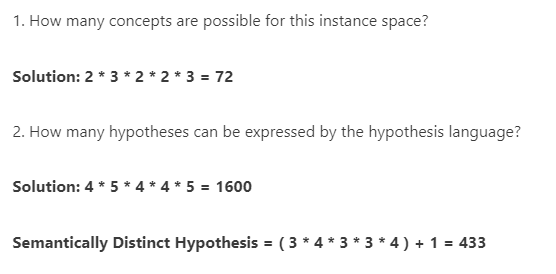 1. How many concepts are possible for this instance space?
Solution: 2 * 3 * 2 * 2 * 3 = 72
2. How many hypotheses can be expressed by the hypothesis language?
Solution: 4 * 5 * 4 * 4 * 5 = 1600
Semantically Distinct Hypothesis = ( 3 * 4 * 3 * 3 * 4 ) + 1 = 433